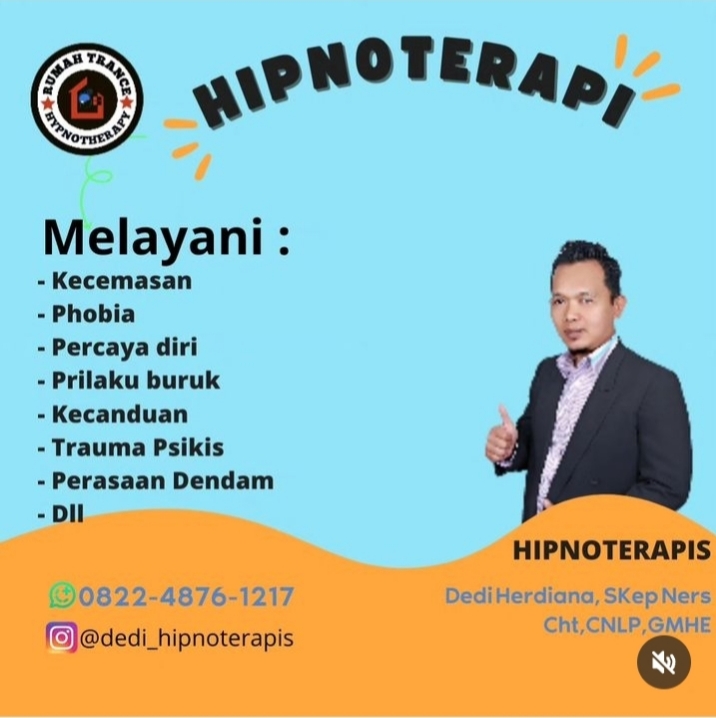 RUMAH TRANCE
HYPNOTHERAPY
HIPNOTERAPI
Melayani :
- Kecemasan
- Phobia
- Percaya diri
- Prilaku buruk
- Kecanduan
- Trauma Psikis
- Perasaan Dendam
- Dll
HIPNOTERAPIS
0822-4876-1217
@dedi_hipnoterapis
Dedi Herdiana, SKep Ners
Cht,CNLP,GMHE